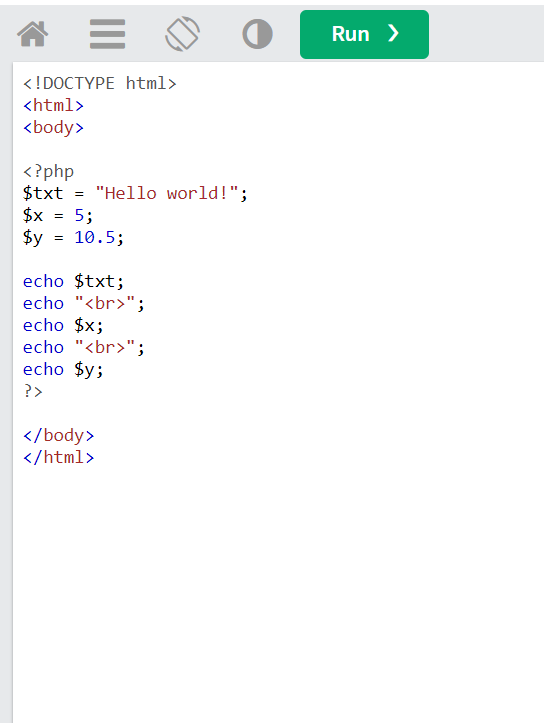 Run ❯
<!DOCTYPE html>
<html>
<body>

<?php
$txt = "Hello world!";
$x = 5;
$y = 10.5;

echo $txt;
echo "<br>";
echo $x;
echo "<br>";
echo $y;
?>

</body>
</html>